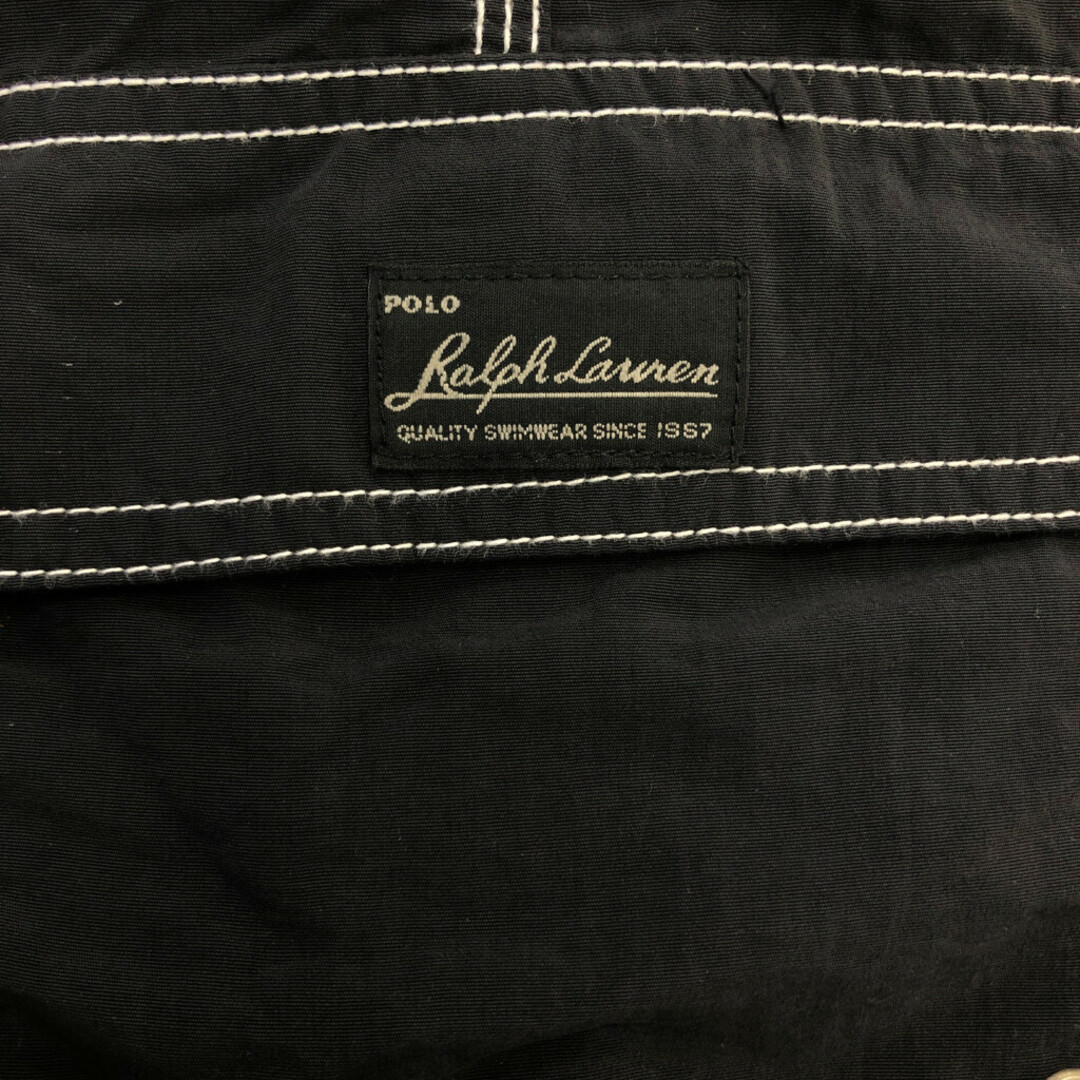 POLO
Ralph Lauren
QUALITY SWIMWEAR SINCE 1967